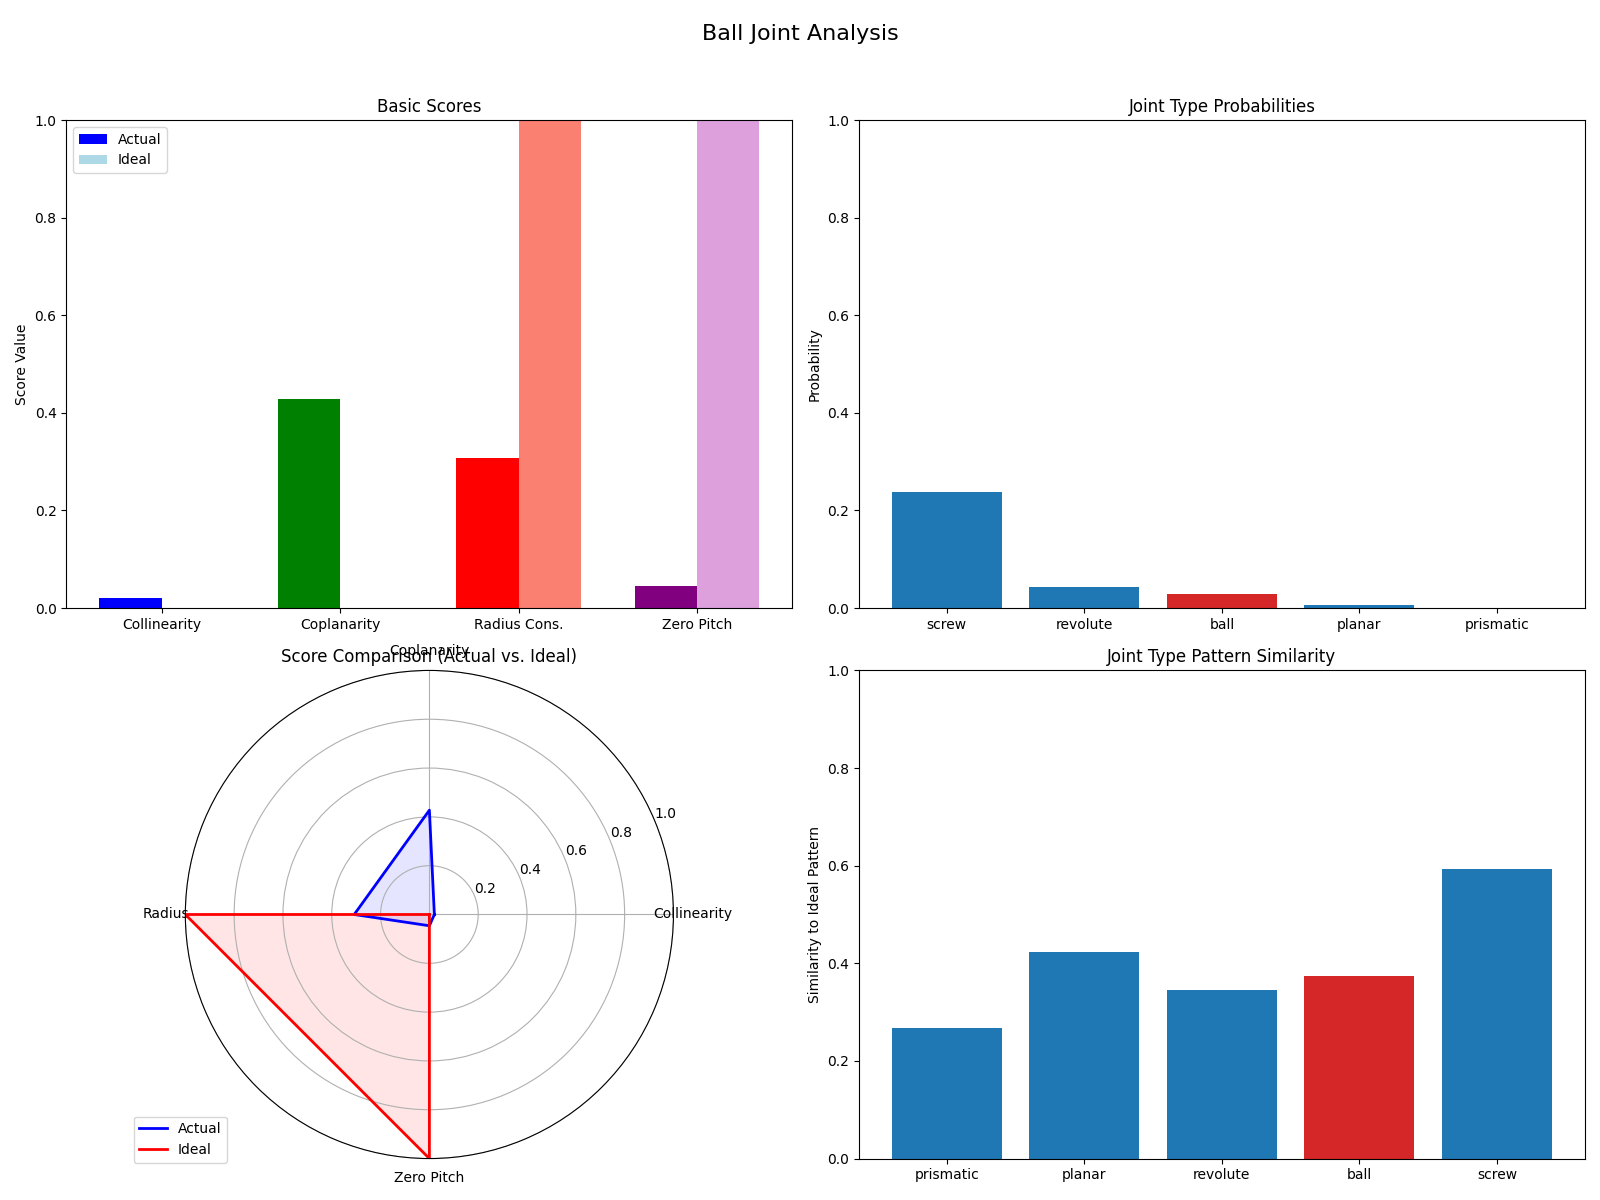 Ball Joint Analysis
Basic Scores
1.0
0.8
0.6
0.4
0.2
0.0
Score Value
Actual
Ideal
Collinearity
Coplanarity
Radius Cons.
Zero Pitch
Joint Type Probabilities
1.0
0.8
0.6
0.4
0.2
0.0
Probability
screw
revolute
ball
planar
prismatic
Score Comparison (Actual vs. Ideal)
Coplanarity
1.0
0.8
0.6
0.4
0.2
Radius
Collinearity
Zero Pitch
Actual
Ideal
Joint Type Pattern Similarity
1.0
0.8
0.6
0.4
0.2
0.0
Similarity to Ideal Pattern
prismatic
planar
revolute
ball
screw